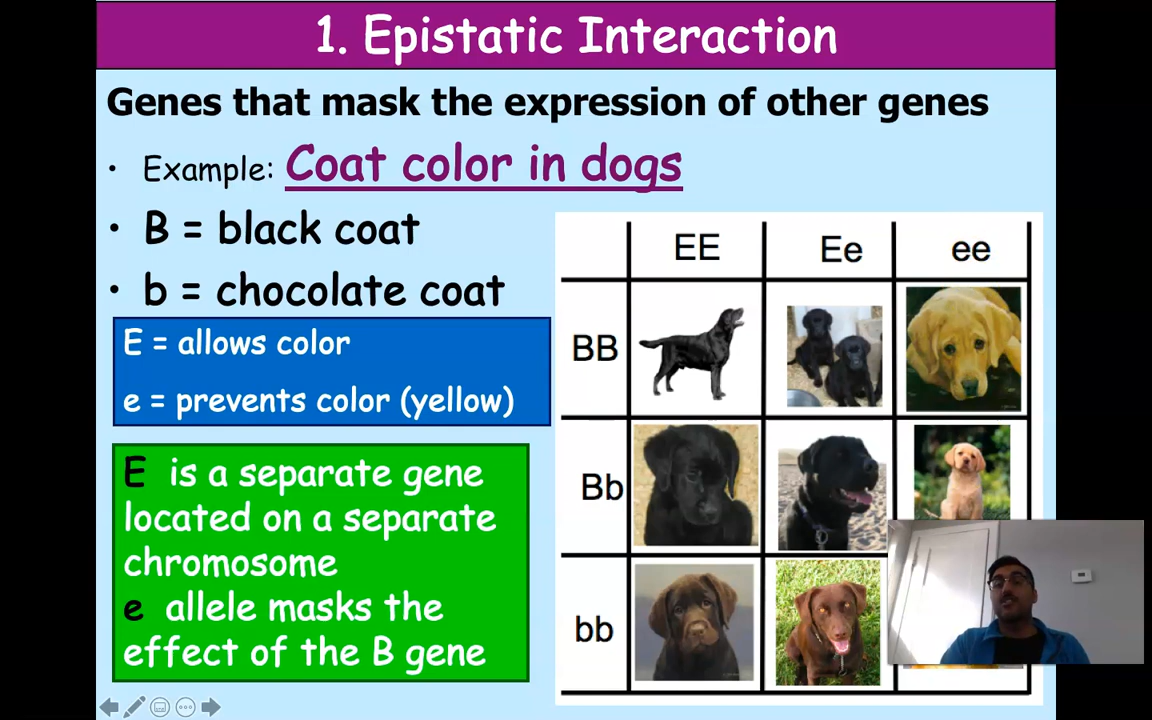 1. Epistatic Interaction
Genes that mask the expression of other genes
• Example: Coat color in dogs
• B = black coat
• b = chocolate coat
E = allows color
e = prevents color (yellow)
E is a separate gene
located on a separate
chromosome
e allele masks the
effect of the B gene
EE Ee ee
BB
Bb
bb